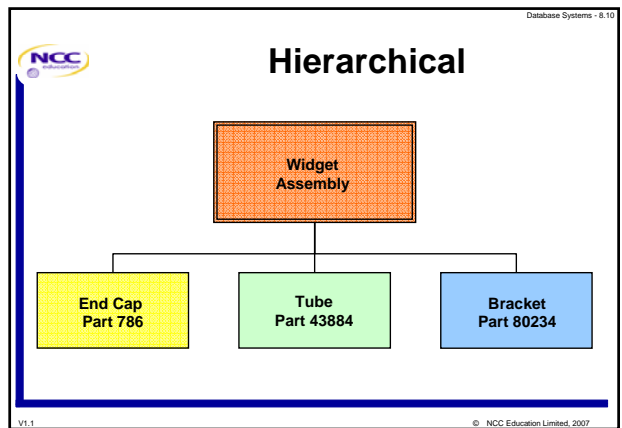 Database Systems - 8.10
NCC
education
Hierarchical
Widget
Assembly
End Cap
Part 786
Tube
Part 43884
Bracket
Part 80234
V1.1
© NCC Education Limited, 2007